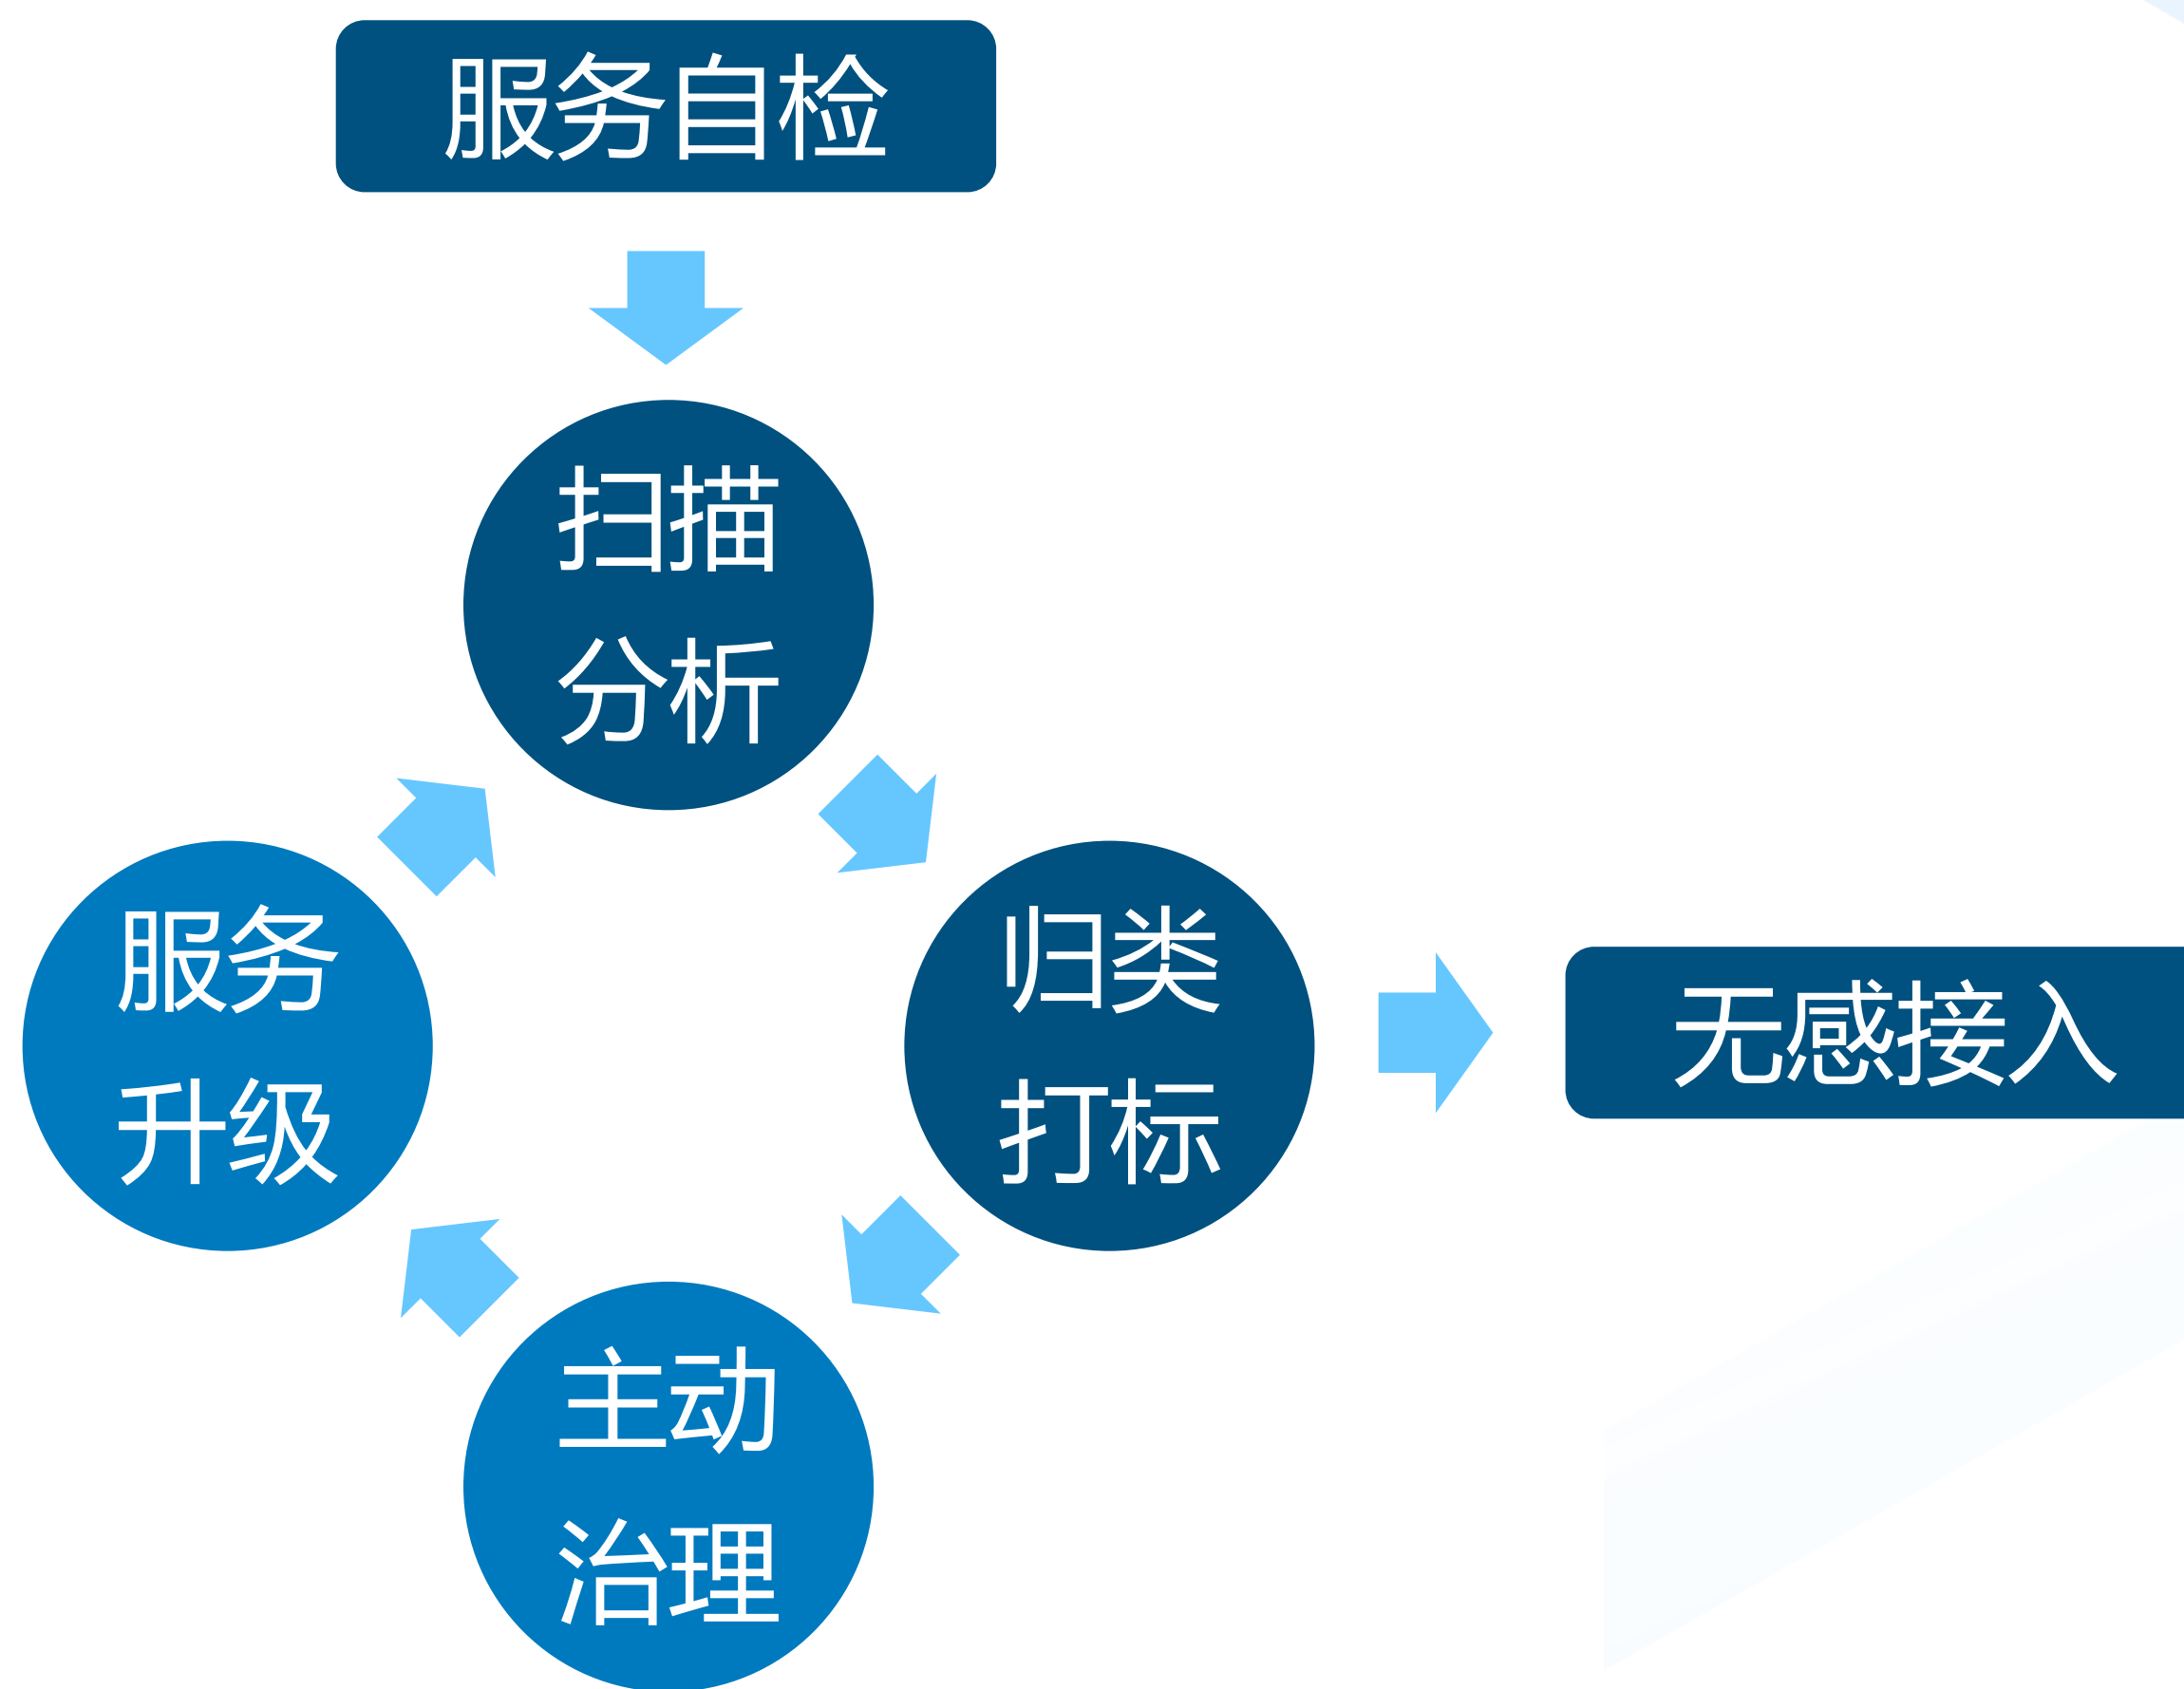 服务自检
扫描
分析
服务
升级
归类
打标
无感接入
主动
治理